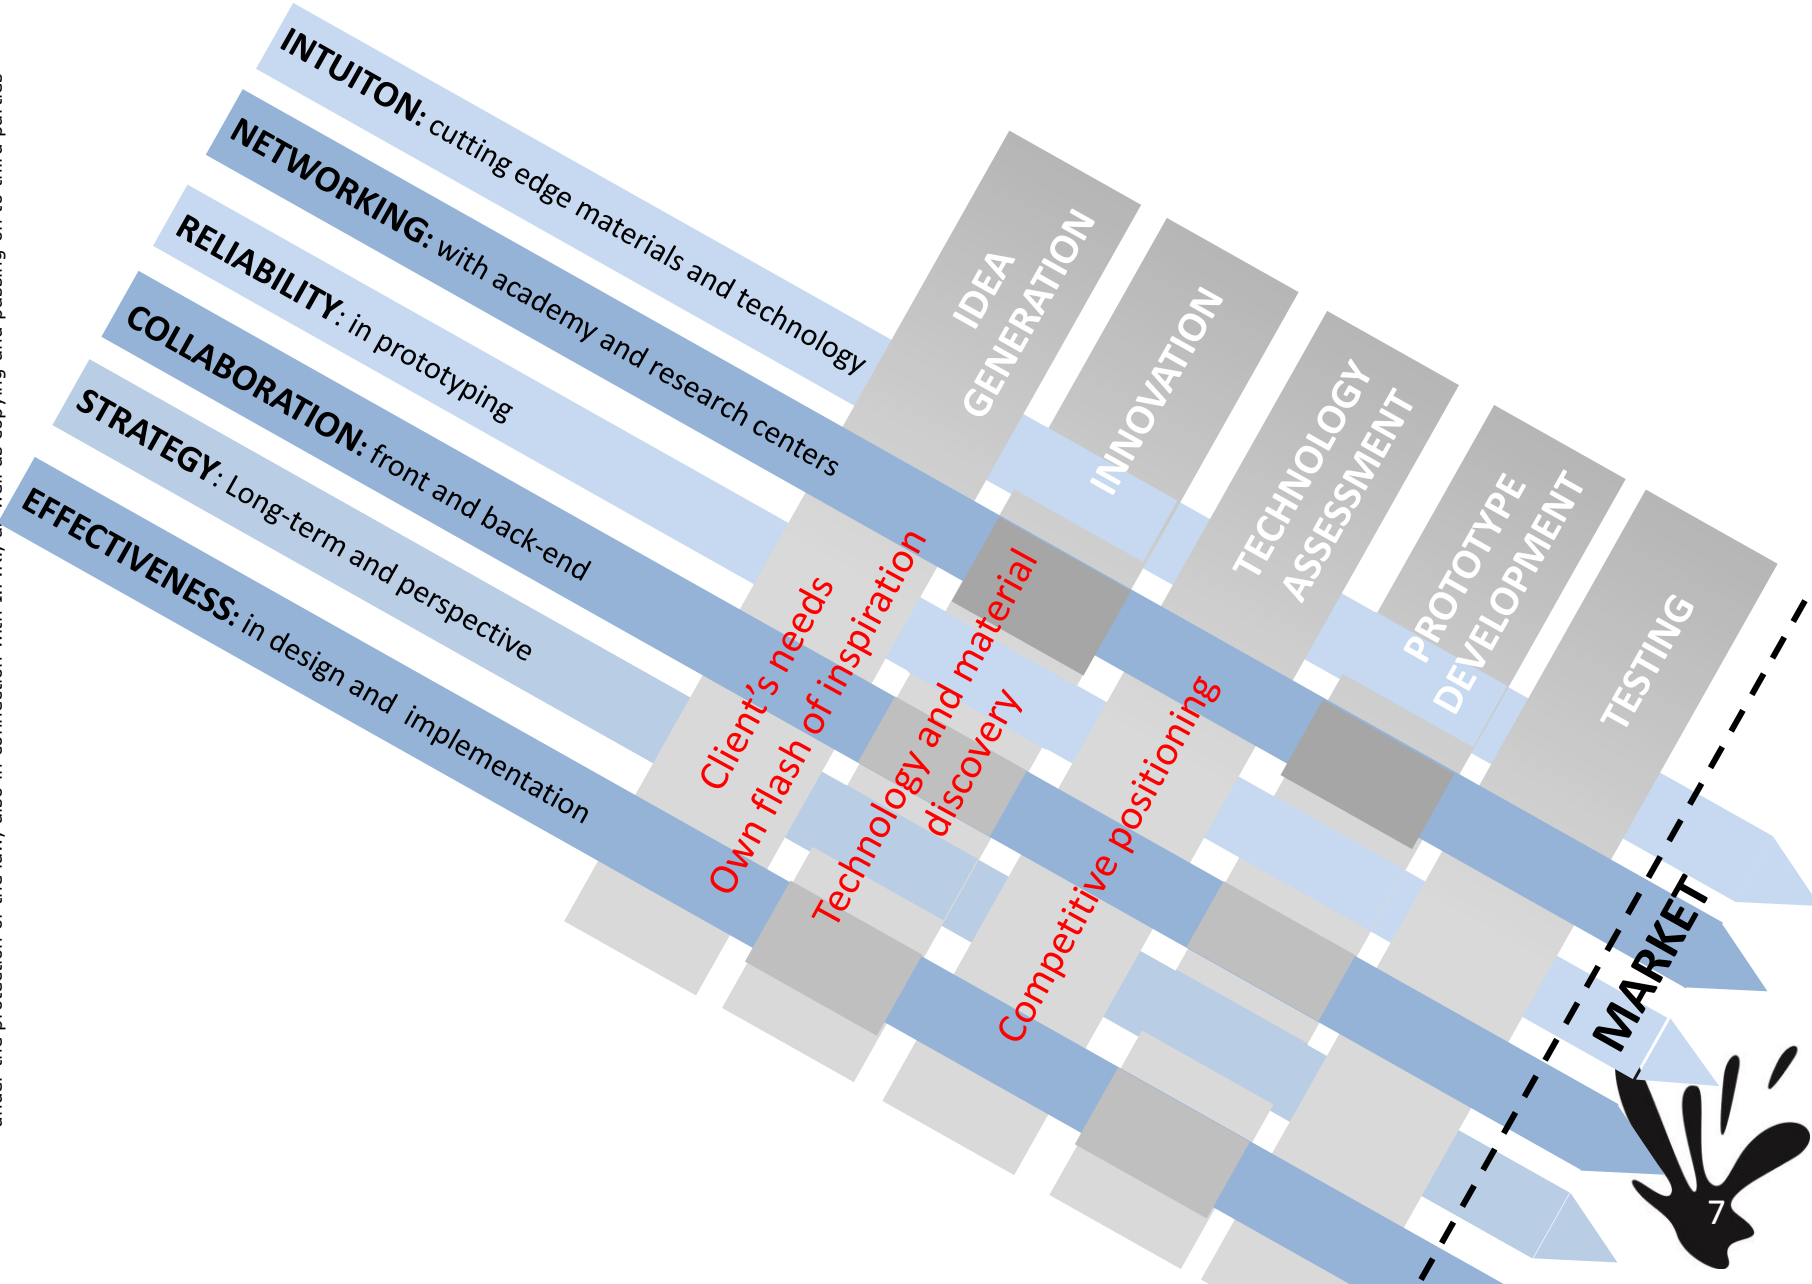 INTUITON: cutting edge materials and technology
NETWORKING: with academy and research centers
RELIABILITY: in prototyping
COLLABORATION: front and back-end
STRATEGY: Long-term and perspective
EFFECTIVENESS: in design and implementation
IDEA
GENERATION
INNOVATION
TECHNOLOGY
ASSESSMENT
PROTOTYPE
DEVELOPMENT
TESTING
Client’s needs
Own flash of inspiration
Technology and material
discovery
Competitive positioning
MARKET
7